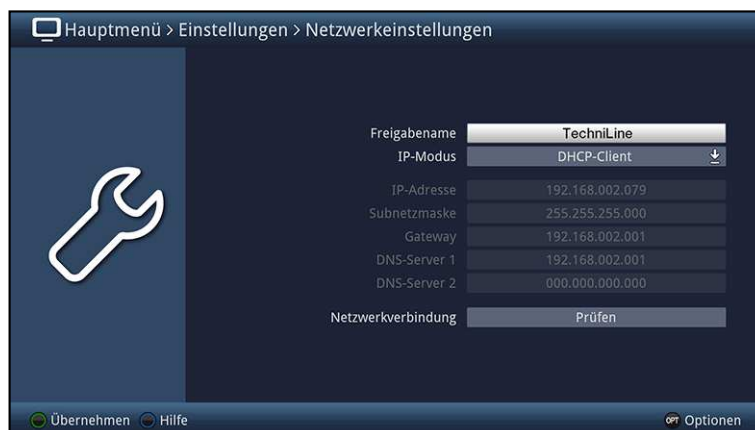 Hauptmenü > Einstellungen > Netzwerkeinstellungen
Freigabename TechniLine
IP-Modus DHCP-Client
IP-Adresse 192.168.002.079
Subnetzmaske 255.255.255.000
Gateway 192.168.002.001
DNS-Server 1 192.168.002.001
DNS-Server 2 000.000.000.000
Netzwerkverbindung Prüfen
Übernehmen Hilfe OPT Optionen